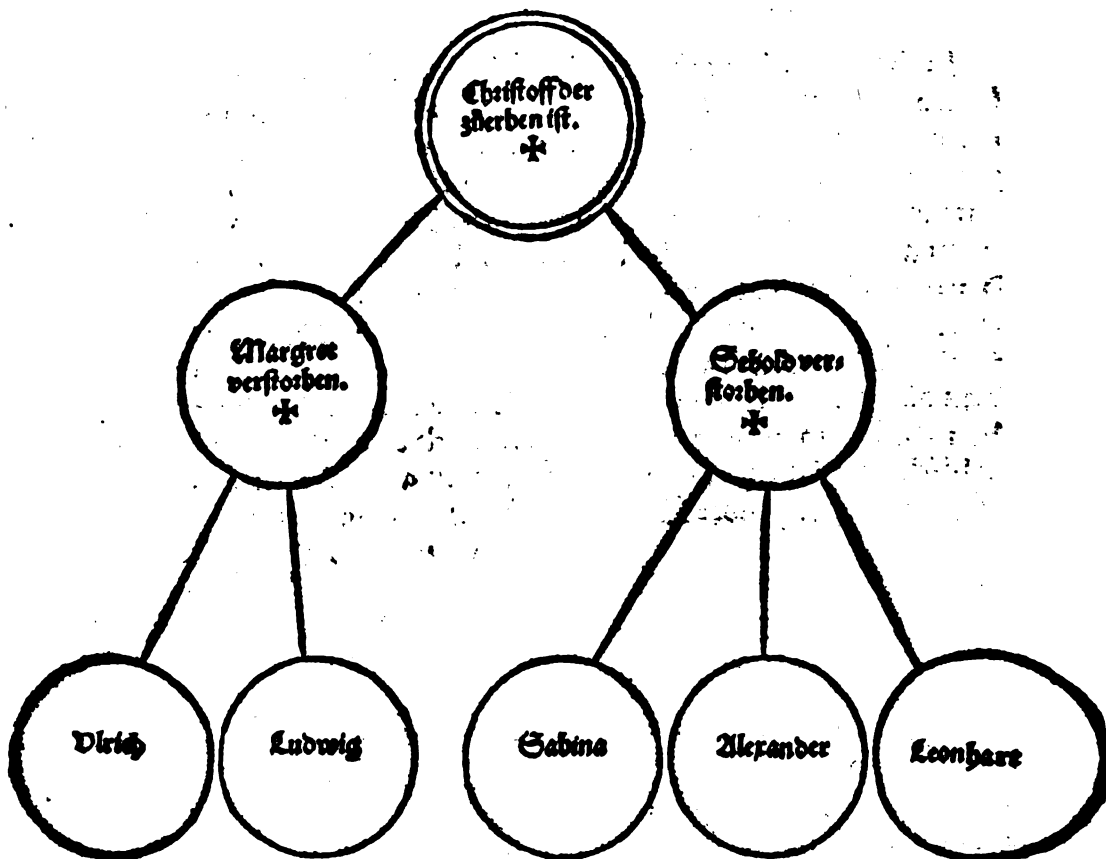 Christoff der
zůerben ist.
✠
Margret
verstorben.
✠
Sebold ver⸗
storben.
✠
Vlrich
Ludwig
Sabina
Alexander
Leonhart